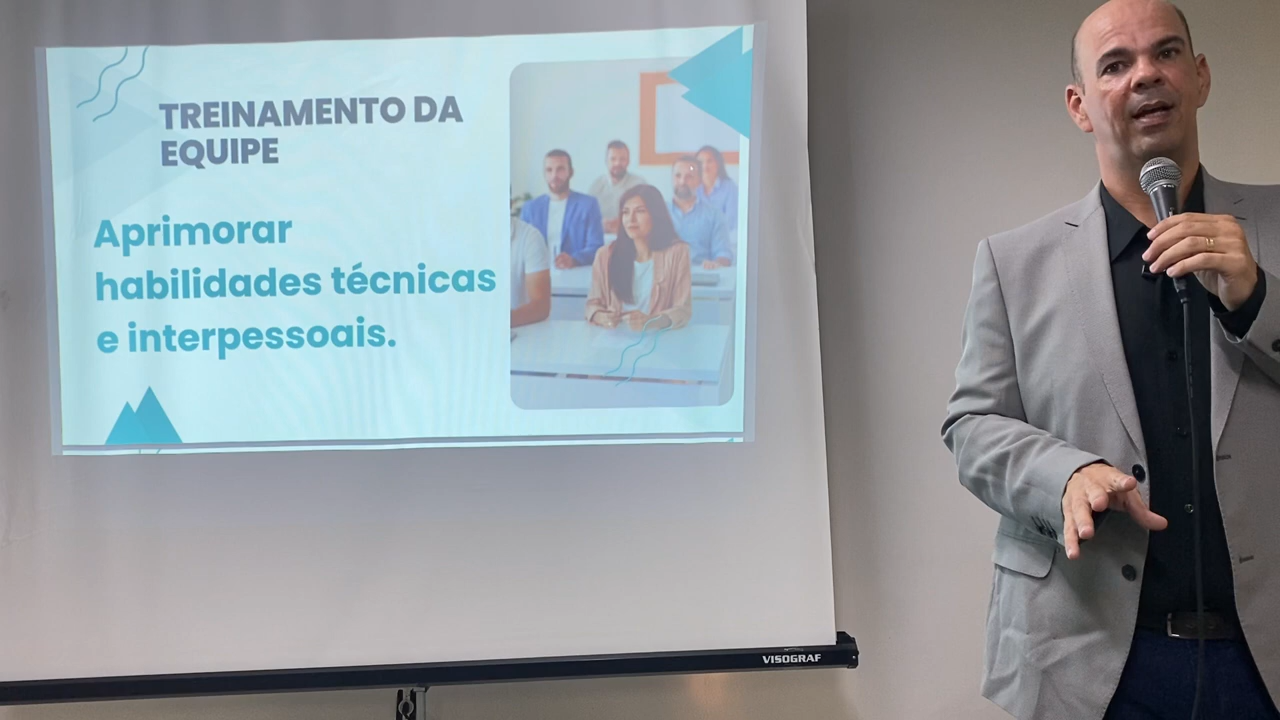 TREINAMENTO DA
EQUIPE
Aprimorar
habilidades técnicas
e interpessoais.
VISOGRAF